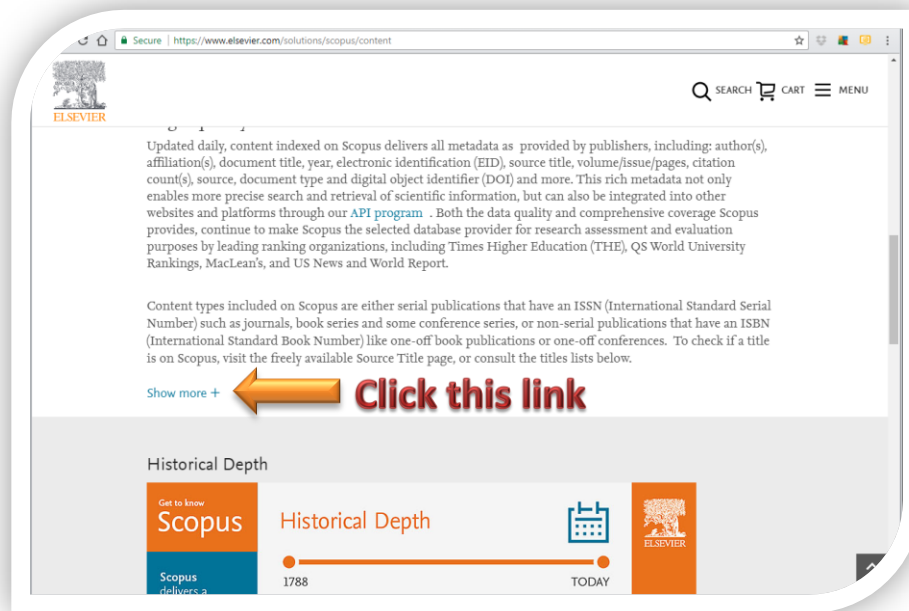 Secure | https://www.elsevier.com/solutions/scopus/content
ELSEVIER
SEARCH CART MENU
Updated daily, content indexed on Scopus delivers all metadata as provided by publishers, including: author(s),
affiliation(s), document title, year, electronic identification (EID), source title, volume/issue/pages, citation
count(s), source, document type and digital object identifier (DOI) and more. This rich metadata not only
enables more precise search and retrieval of scientific information, but can also be integrated into other
websites and platforms through our API program . Both the data quality and comprehensive coverage Scopus
provides, continue to make Scopus the selected database provider for research assessment and evaluation
purposes by leading ranking organizations, including Times Higher Education (THE), QS World University
Rankings, MacLean's, and US News and World Report.
Content types included on Scopus are either serial publications that have an ISSN (International Standard Serial
Number) such as journals, book series and some conference series, or non-serial publications that have an ISBN
(International Standard Book Number) like one-off book publications or one-off conferences. To check if a title
is on Scopus, visit the freely available Source Title page, or consult the titles lists below.
Show more +
Click this link
Historical Depth
Get to know
Scopus
Historical Depth
ELSEVIER
Scopus
delivers a
1788
TODAY